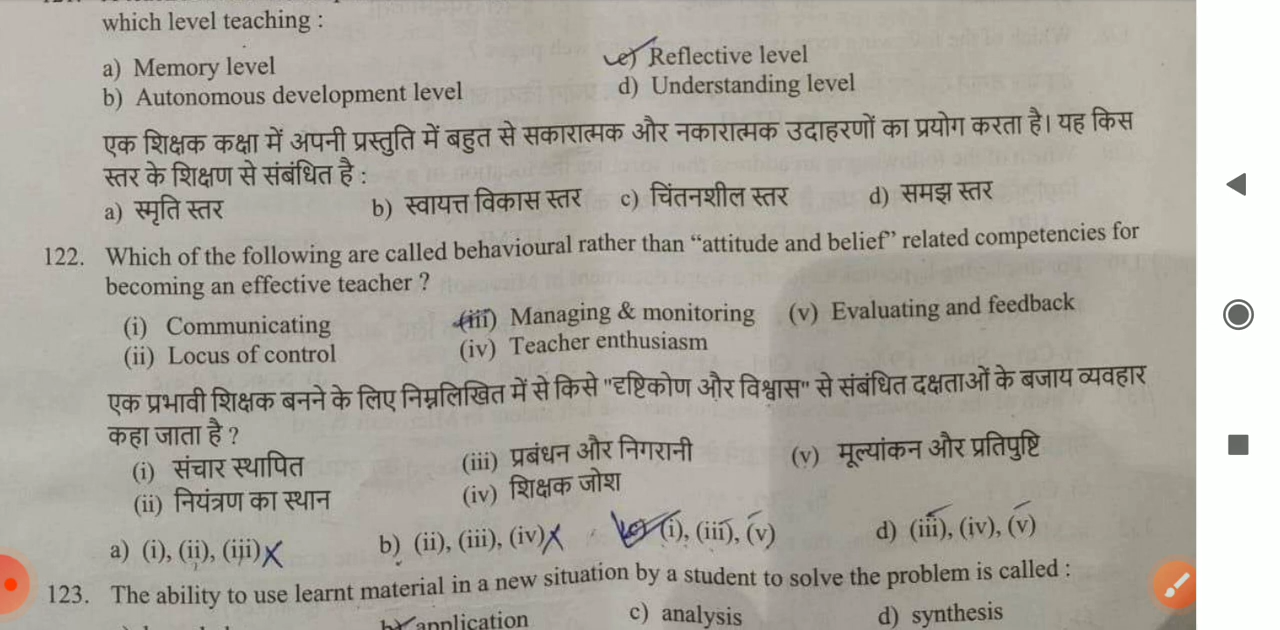 which level teaching :
a) Memory level
c) Reflective level
b) Autonomous development level
d) Understanding level
एक शिक्षक कक्षा में अपनी प्रस्तुति में बहुत से सकारात्मक और नकारात्मक उदाहरणों का प्रयोग करता है। यह किस
स्तर के शिक्षण से संबंधित है :
a) स्मृति स्तर b) स्वायत्त विकास स्तर c) चिंतनशील स्तर d) समझ स्तर
122. Which of the following are called behavioural rather than “attitude and belief” related competencies for
becoming an effective teacher ?
(i) Communicating (iii) Managing & monitoring (v) Evaluating and feedback
(ii) Locus of control (iv) Teacher enthusiasm
एक प्रभावी शिक्षक बनने के लिए निम्नलिखित में से किसे "दृष्टिकोण और विश्वास" से संबंधित दक्षताओं के बजाय व्यवहार
कहा जाता है ?
(i) संचार स्थापित (iii) प्रबंधन और निगरानी (v) मूल्यांकन और प्रतिपुष्टि
(ii) नियंत्रण का स्थान (iv) शिक्षक जोश
a) (i), (ii), (iii) b) (ii), (iii), (iv) c) (i), (iii), (v) d) (iii), (iv), (v)
123. The ability to use learnt material in a new situation by a student to solve the problem is called :
b) application c) analysis d) synthesis